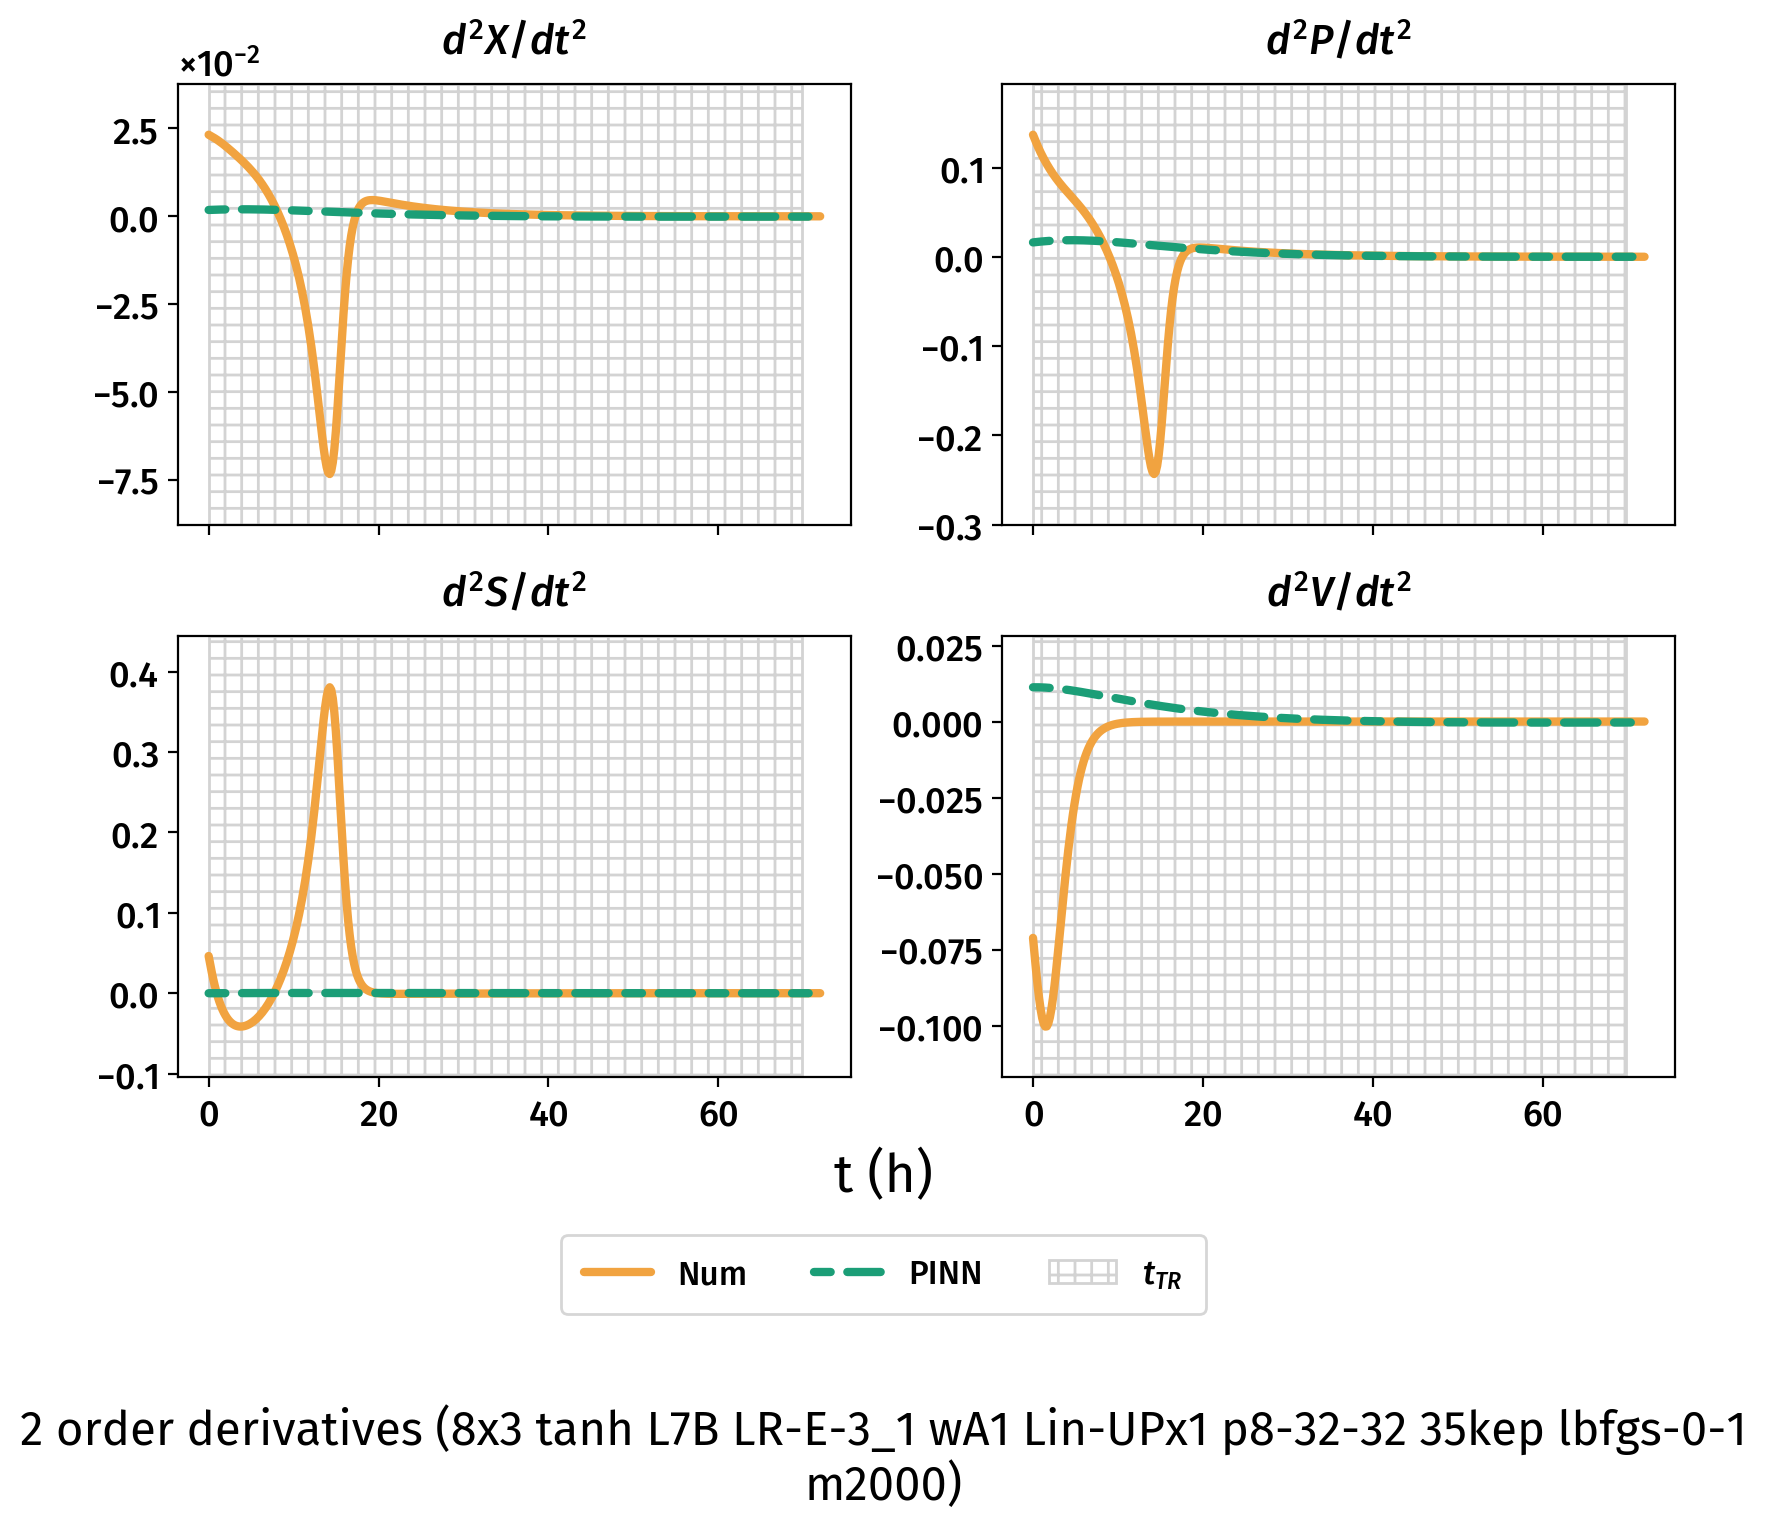 d²X/dt²
×10⁻²
2.5
0.0
−2.5
−5.0
−7.5
d²P/dt²
0.1
0.0
−0.1
−0.2
−0.3
d²S/dt²
0.4
0.3
0.2
0.1
0.0
−0.1
0 20 40 60
d²V/dt²
0.025
0.000
−0.025
−0.050
−0.075
−0.100
0 20 40 60
t (h)
Num PINN t_TR
2 order derivatives (8x3 tanh L7B LR-E-3_1 wA1 Lin-UPx1 p8-32-32 35kep lbfgs-0-1
m2000)